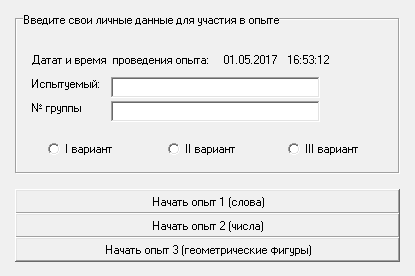 Введите свои личные данные для участия в опыте
Датат и время проведения опыта: 01.05.2017 16:53:12
Испытуемый:
№ группы
I вариант II вариант III вариант
Начать опыт 1 (слова)
Начать опыт 2 (числа)
Начать опыт 3 (геометрические фигуры)